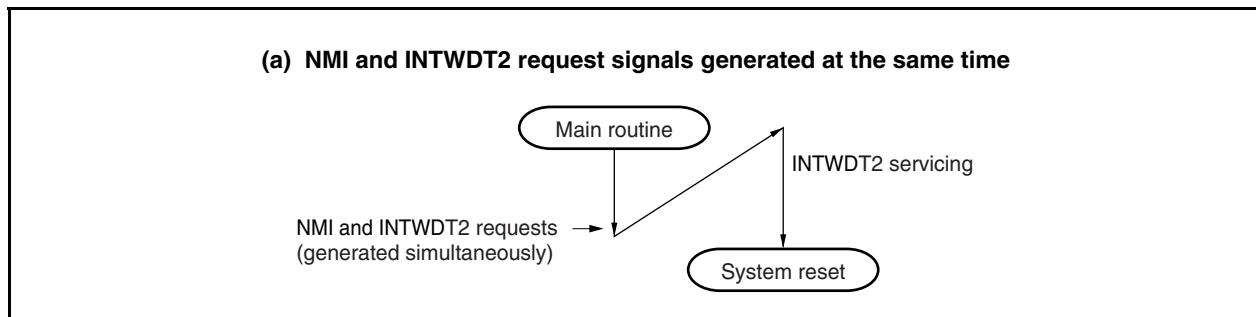 (a) NMI and INTWDT2 request signals generated at the same time
Main routine
INTWDT2 servicing
NMI and INTWDT2 requests
(generated simultaneously)
System reset